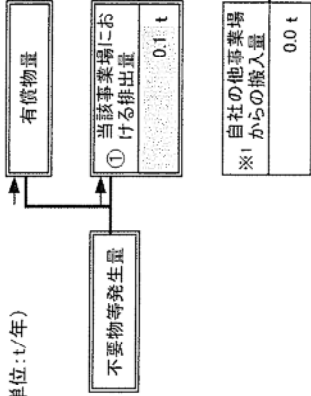 単位:t/年)
有償物量
不要物等発生量
① 当該事業場にお
ける排出量
0.1 t
※1 自社の他事業場
からの搬入量
0.0 t